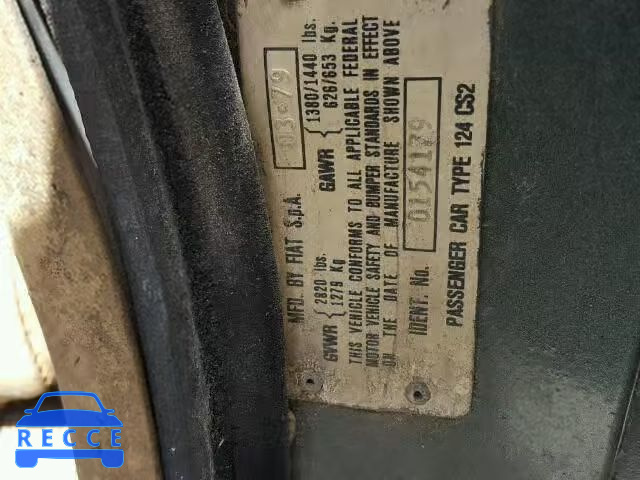 MFD. BY FIAT S.p.A. 03-79
GVWR { 2820 lbs. 1279 Kg GAWR { 1380/1440 lbs. 626/653 Kg.
THIS VEHICLE CONFORMS TO ALL APPLICABLE FEDERAL
MOTOR VEHICLE SAFETY AND BUMPER STANDARDS IN EFFECT
ON THE DATE OF MANUFACTURE SHOWN ABOVE
IDENT. No. 0154139
PASSENGER CAR TYPE 124 CS2
RECCE